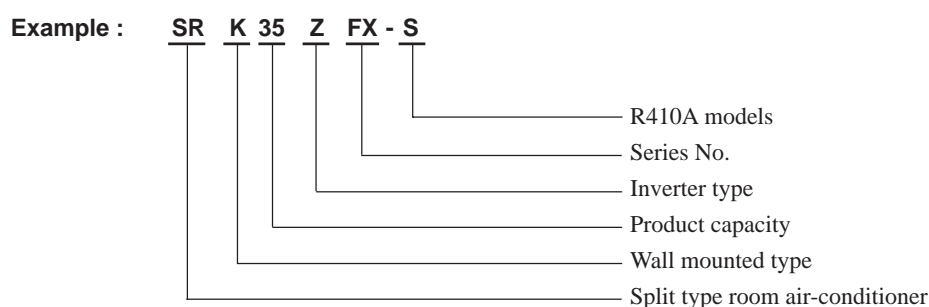 Example : SR K 35 Z FX - S
R410A models
Series No.
Inverter type
Product capacity
Wall mounted type
Split type room air-conditioner